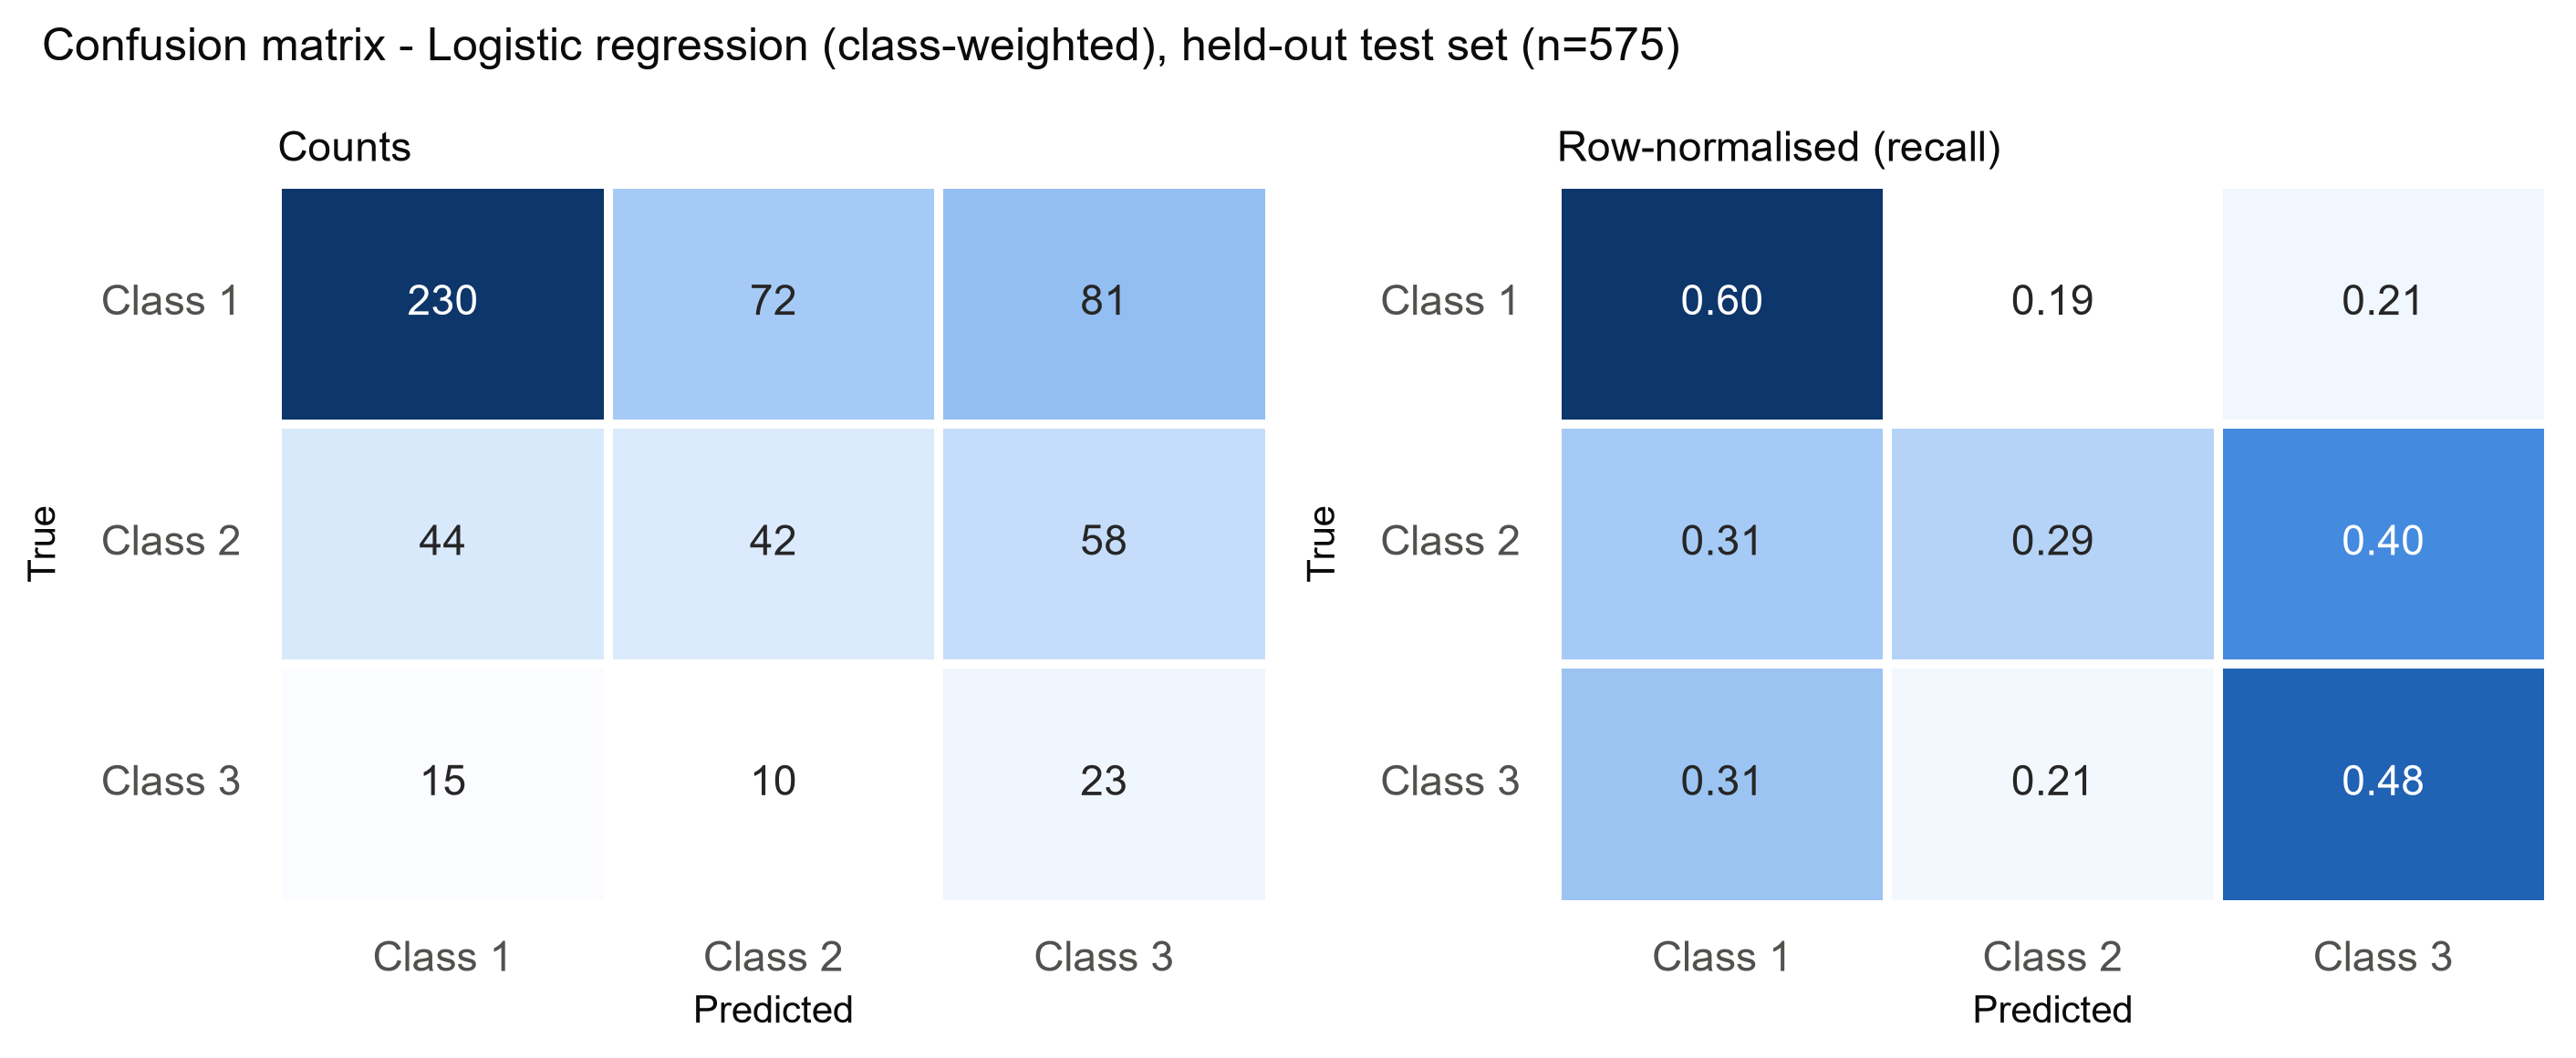 Confusion matrix - Logistic regression (class-weighted), held-out test set (n=575)
Counts
True
Class 1 230 72 81
Class 2 44 42 58
Class 3 15 10 23
Class 1 Class 2 Class 3
Predicted
Row-normalised (recall)
True
Class 1 0.60 0.19 0.21
Class 2 0.31 0.29 0.40
Class 3 0.31 0.21 0.48
Class 1 Class 2 Class 3
Predicted